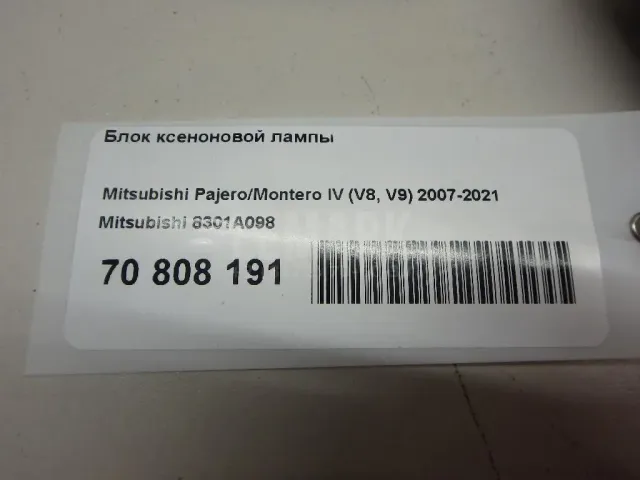 Блок ксеноновой лампы
Mitsubishi Pajero/Montero IV (V8, V9) 2007-2021
Mitsubishi 8301A098
70 808 191